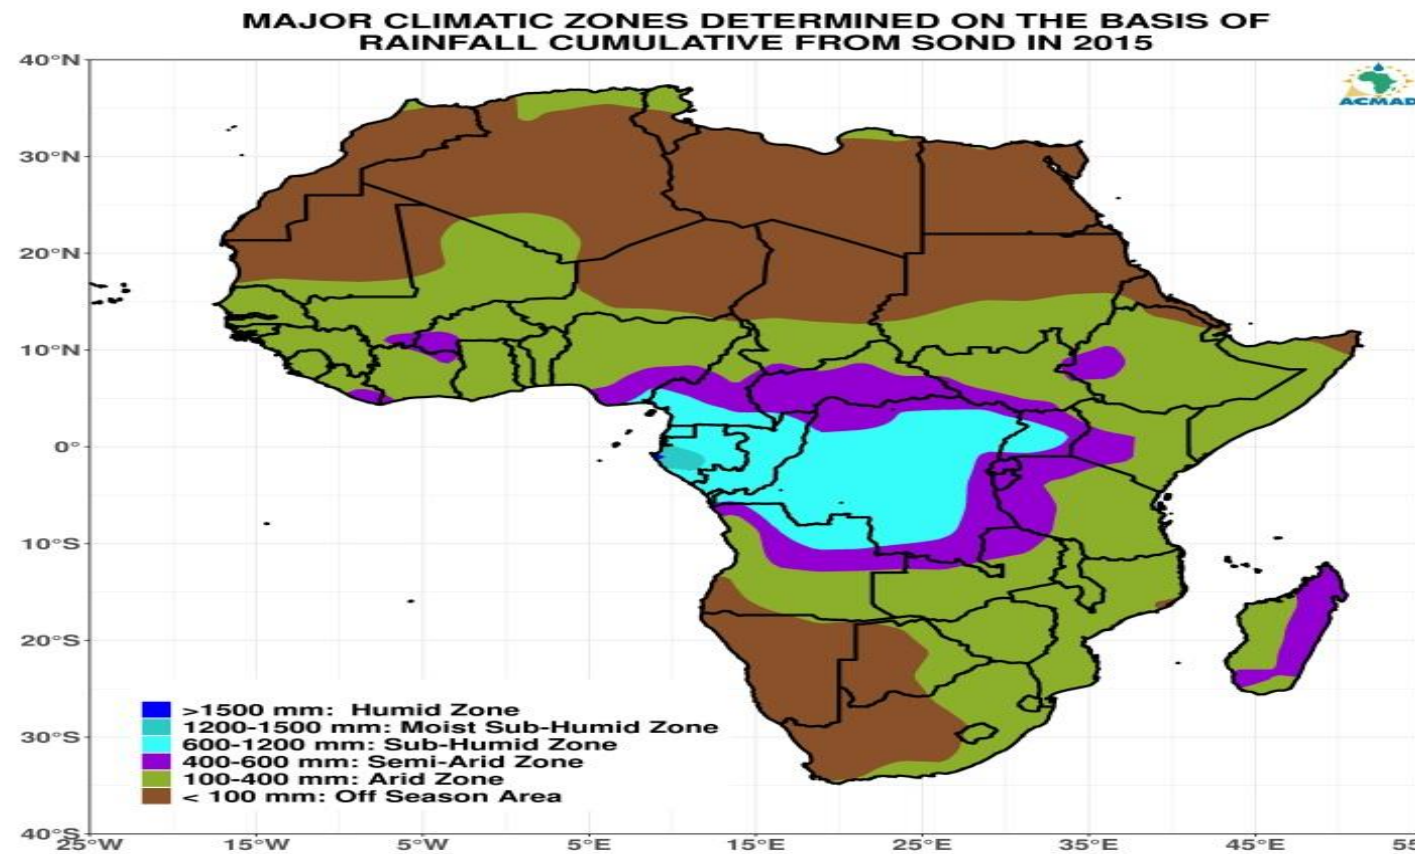 MAJOR CLIMATIC ZONES DETERMINED ON THE BASIS OF
RAINFALL CUMULATIVE FROM SOND IN 2015
ACMAD
40°N
30°N
20°N
10°N
0°
10°S
20°S
30°S
40°S
>1500 mm: Humid Zone
1200-1500 mm: Moist Sub-Humid Zone
600-1200 mm: Sub-Humid Zone
400-600 mm: Semi-Arid Zone
100-400 mm: Arid Zone
< 100 mm: Off Season Area
25°W 15°W 5°W 5°E 15°E 25°E 35°E 45°E 55